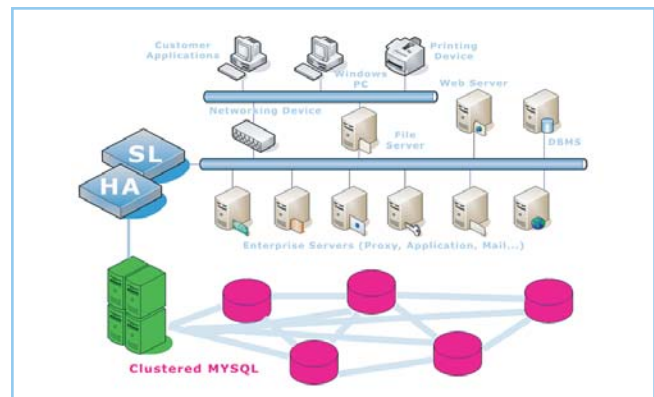 Customer
Applications
Printing
Device
Windows
PC
Web Server
Networking Device
File
Server
DBMS
SL
HA
Enterprise Servers (Proxy, Application, Mail...)
Clustered MYSQL